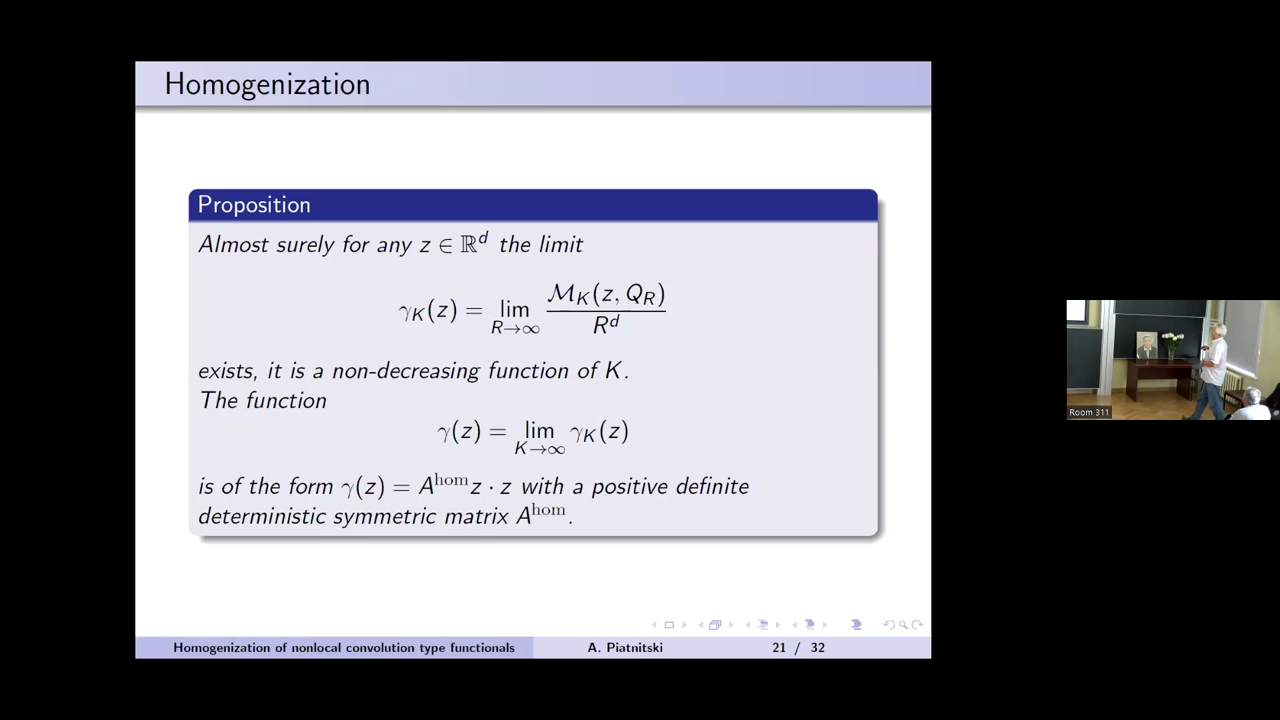 Homogenization
Proposition
Almost surely for any z ∈ ℝ^d the limit
γ_K(z) = lim_{R→∞} ℳ_K(z, Q_R) / R^d
exists, it is a non-decreasing function of K.
The function
γ(z) = lim_{K→∞} γ_K(z)
is of the form γ(z) = A^hom z · z with a positive definite
deterministic symmetric matrix A^hom.
Homogenization of nonlocal convolution type functionals
A. Piatnitski
21 / 32
Room 311